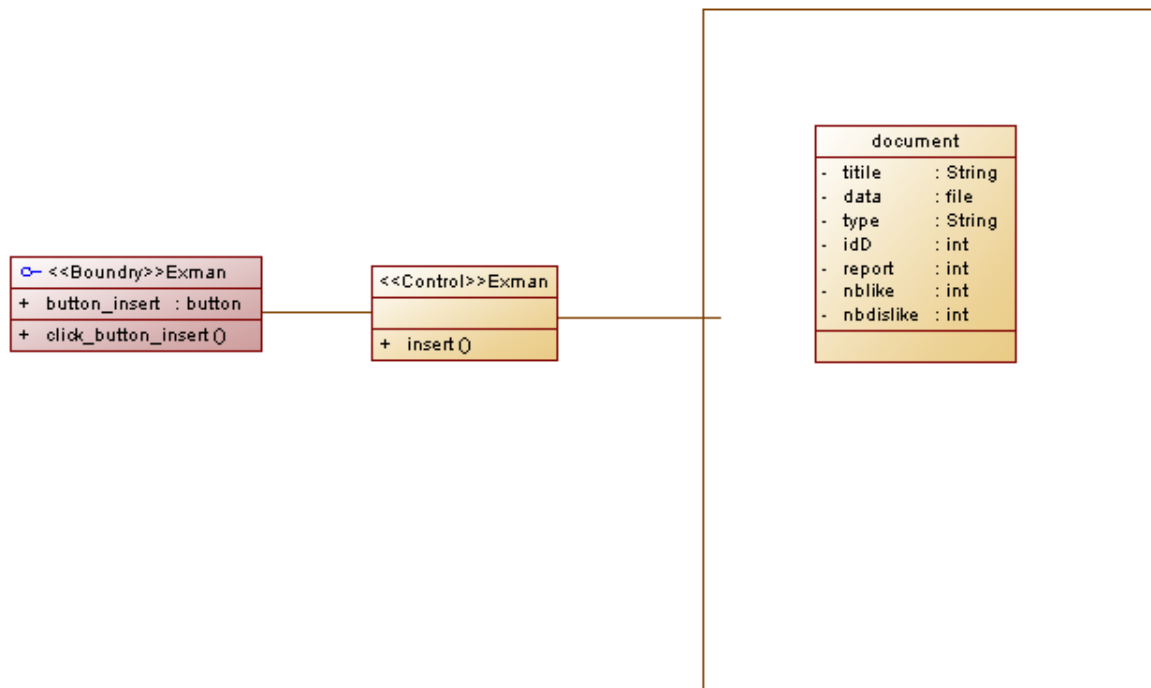 <<Boundry>>Exman
+ button_insert : button
+ click_button_insert ()
<<Control>>Exman
+ insert ()
document
- titile : String
- data : file
- type : String
- idD : int
- report : int
- nblike : int
- nbdislike : int